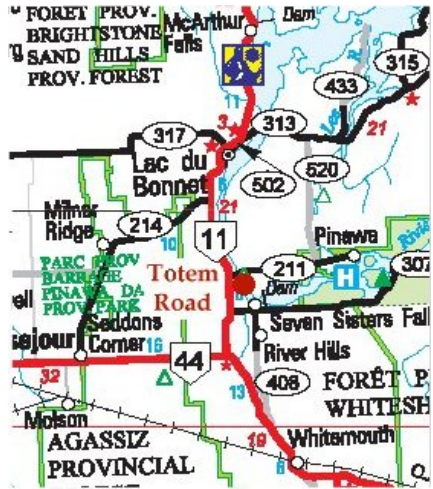 FORET PROV.
BRIGHTSTONE
SAND HILLS
PROV. FOREST
McArthur
Falls
Dam
11
315
433
3
313
21
317
Lac du
Bonnet
502
520
6
21
Milner
Ridge
214
10
11
Pinawa
211
H
307
PARC PROV
BARRAGE
PINAWA DA
PROV PARK
Totem
Road
Dam
Seven Sisters Fal
sejour
Seddons
Corner
16
44
River Hills
32
408
13
FORÊT P
WHITESH
Molson
19
Whitemouth
6
AGASSIZ
PROVINCIAL